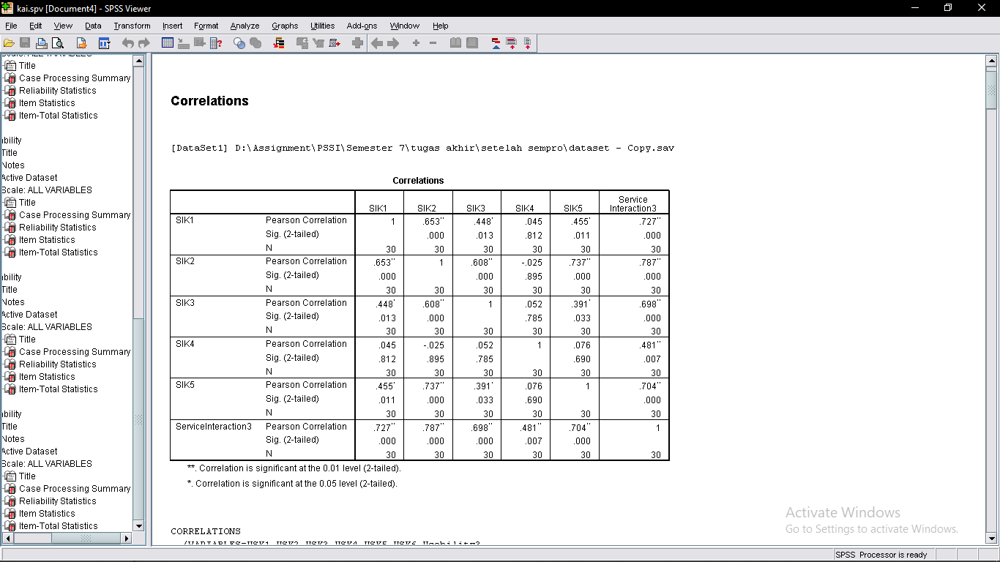 kai.spv [Document4] - SPSS Viewer
File Edit View Data Transform Insert Format Analyze Graphs Utilities Add-ons Window Help
Scale: ALL VARIABLES
Title
Case Processing Summary
Reliability Statistics
Item Statistics
Item-Total Statistics
ability
Title
Notes
Active Dataset
Scale: ALL VARIABLES
Title
Case Processing Summary
Reliability Statistics
Item Statistics
Item-Total Statistics
ability
Title
Notes
Active Dataset
Scale: ALL VARIABLES
Title
Case Processing Summary
Reliability Statistics
Item Statistics
Item-Total Statistics
ability
Title
Notes
Active Dataset
Scale: ALL VARIABLES
Title
Case Processing Summary
Reliability Statistics
Item Statistics
Item-Total Statistics
Correlations
[DataSet1] D:\Assignment\PSSI\Semester 7\tugas akhir\setelah sempro\dataset - Copy.sav
Correlations
SIK1 SIK2 SIK3 SIK4 SIK5 Service Interaction3
SIK1 Pearson Correlation 1 .653** .448* .045 .455* .727**
Sig. (2-tailed) .000 .013 .812 .011 .000
N 30 30 30 30 30 30
SIK2 Pearson Correlation .653** 1 .608** -.025 .737** .787**
Sig. (2-tailed) .000 .000 .895 .000 .000
N 30 30 30 30 30 30
SIK3 Pearson Correlation .448* .608** 1 .052 .391* .698**
Sig. (2-tailed) .013 .000 .785 .033 .000
N 30 30 30 30 30 30
SIK4 Pearson Correlation .045 -.025 .052 1 .076 .481**
Sig. (2-tailed) .812 .895 .785 .690 .007
N 30 30 30 30 30 30
SIK5 Pearson Correlation .455* .737** .391* .076 1 .704**
Sig. (2-tailed) .011 .000 .033 .690 .000
N 30 30 30 30 30 30
ServiceInteraction3 Pearson Correlation .727** .787** .698** .481** .704** 1
Sig. (2-tailed) .000 .000 .000 .007 .000
N 30 30 30 30 30 30
**. Correlation is significant at the 0.01 level (2-tailed).
*. Correlation is significant at the 0.05 level (2-tailed).
CORRELATIONS
/VARIABLES=USK1 USK2 USK3 USK4 USK5 USK6 Usability3
Activate Windows
Go to Settings to activate Windows.
SPSS Processor is ready